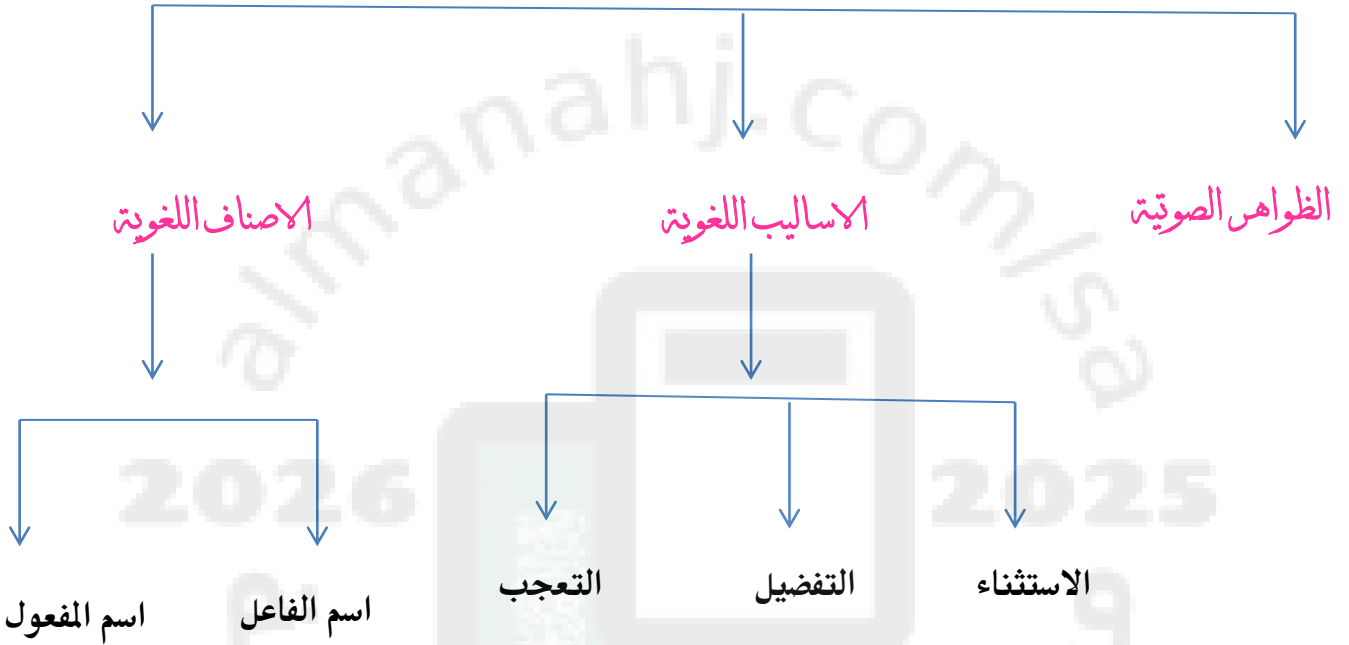 almanahj.com/sa
الظواهر الصوتية
الاساليب اللغوية
الاصناف اللغوية
2026
2025
الاستثناء
التفضيل
التعجب
اسم الفاعل
اسم المفعول